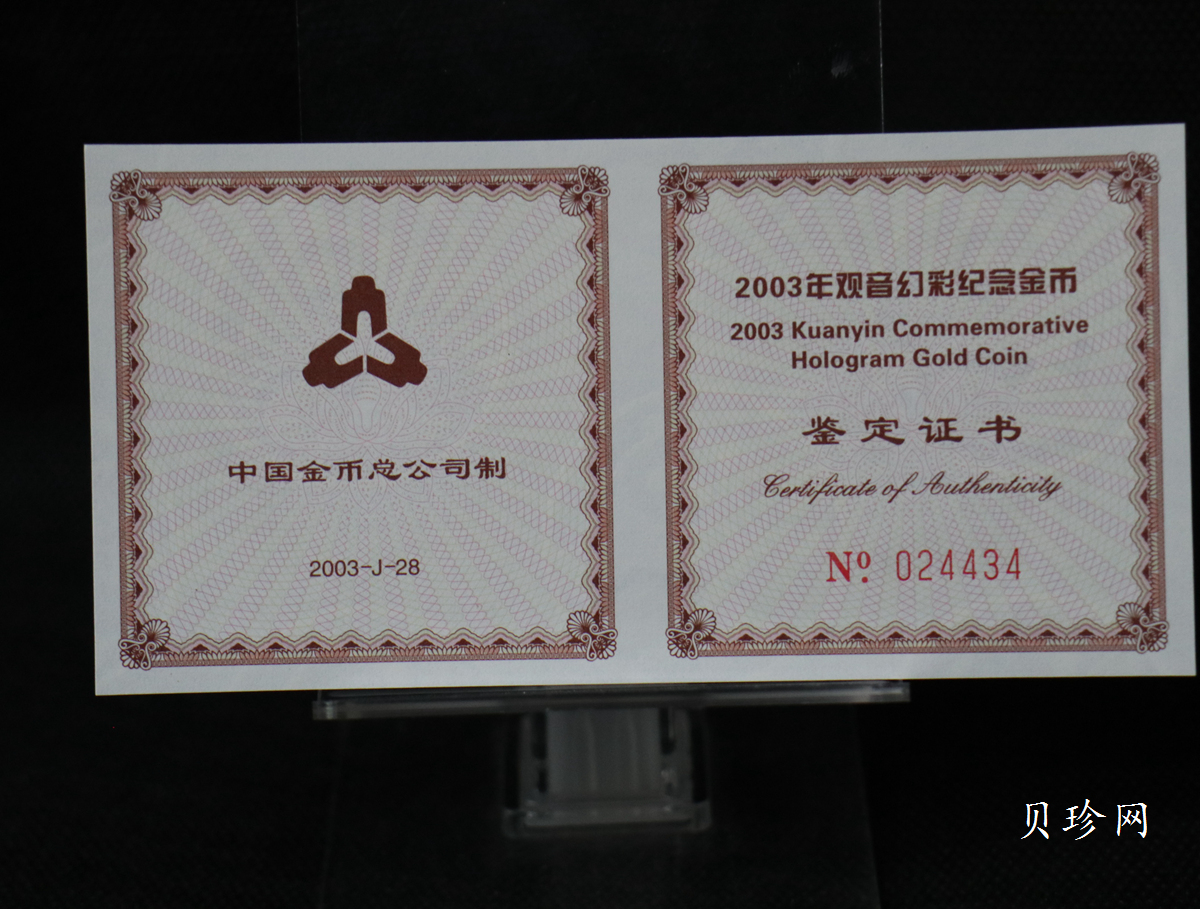 中国金币总公司制
2003-J-28
2003年观音幻彩纪念金币
2003 Kuanyin Commemorative
Hologram Gold Coin
鉴定证书
Certificate of Authenticity
Nº. 024434
贝珍网